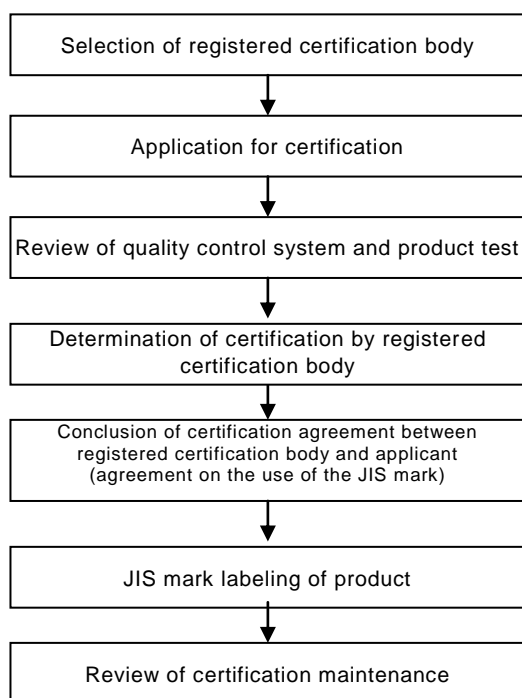 Selection of registered certification body
Application for certification
Review of quality control system and product test
Determination of certification by registered
certification body
Conclusion of certification agreement between
registered certification body and applicant
(agreement on the use of the JIS mark)
JIS mark labeling of product
Review of certification maintenance